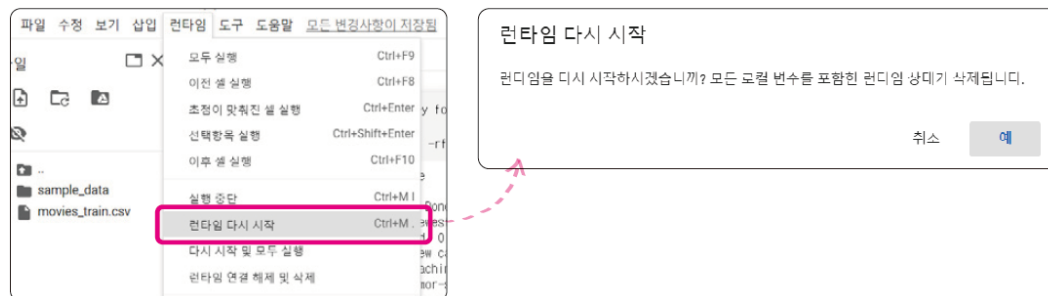 파일 수정 보기 삽입 런타임 도구 도움말 모든 변경사항이 저장됨
일
모두 실행 Ctrl+F9
이전 셀 실행 Ctrl+F8
초점이 맞춰진 셀 실행 Ctrl+Enter
선택항목 실행 Ctrl+Shift+Enter
이후 셀 실행 Ctrl+F10
실행 중단 Ctrl+M I
런타임 다시 시작 Ctrl+M .
다시 시작 및 모두 실행
런타임 연결 해제 및 삭제
..
sample_data
movies_train.csv
y fo
-rf
런타임 다시 시작
런타임을 다시 시작하시겠습니까? 모든 로컬 변수를 포함한 런타임 상태가 삭제됩니다.
취소 예